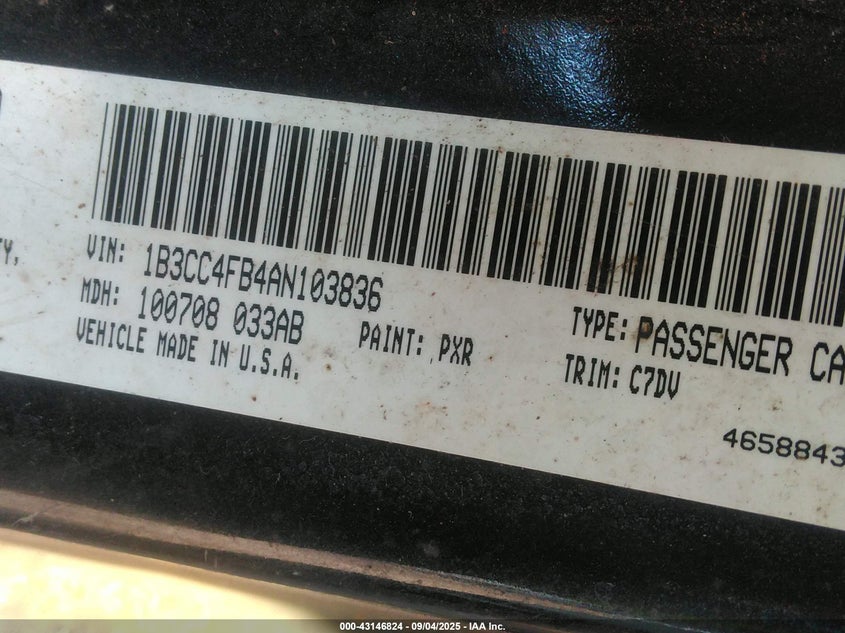 TY,
VIN: 1B3CC4FB4AN103836
MDH: 100708 033AB
VEHICLE MADE IN U.S.A.
PAINT: PXR
TYPE: PASSENGER CA
TRIM: C7DV
4658843
000-43146824 - 09/04/2025 - IAA Inc.